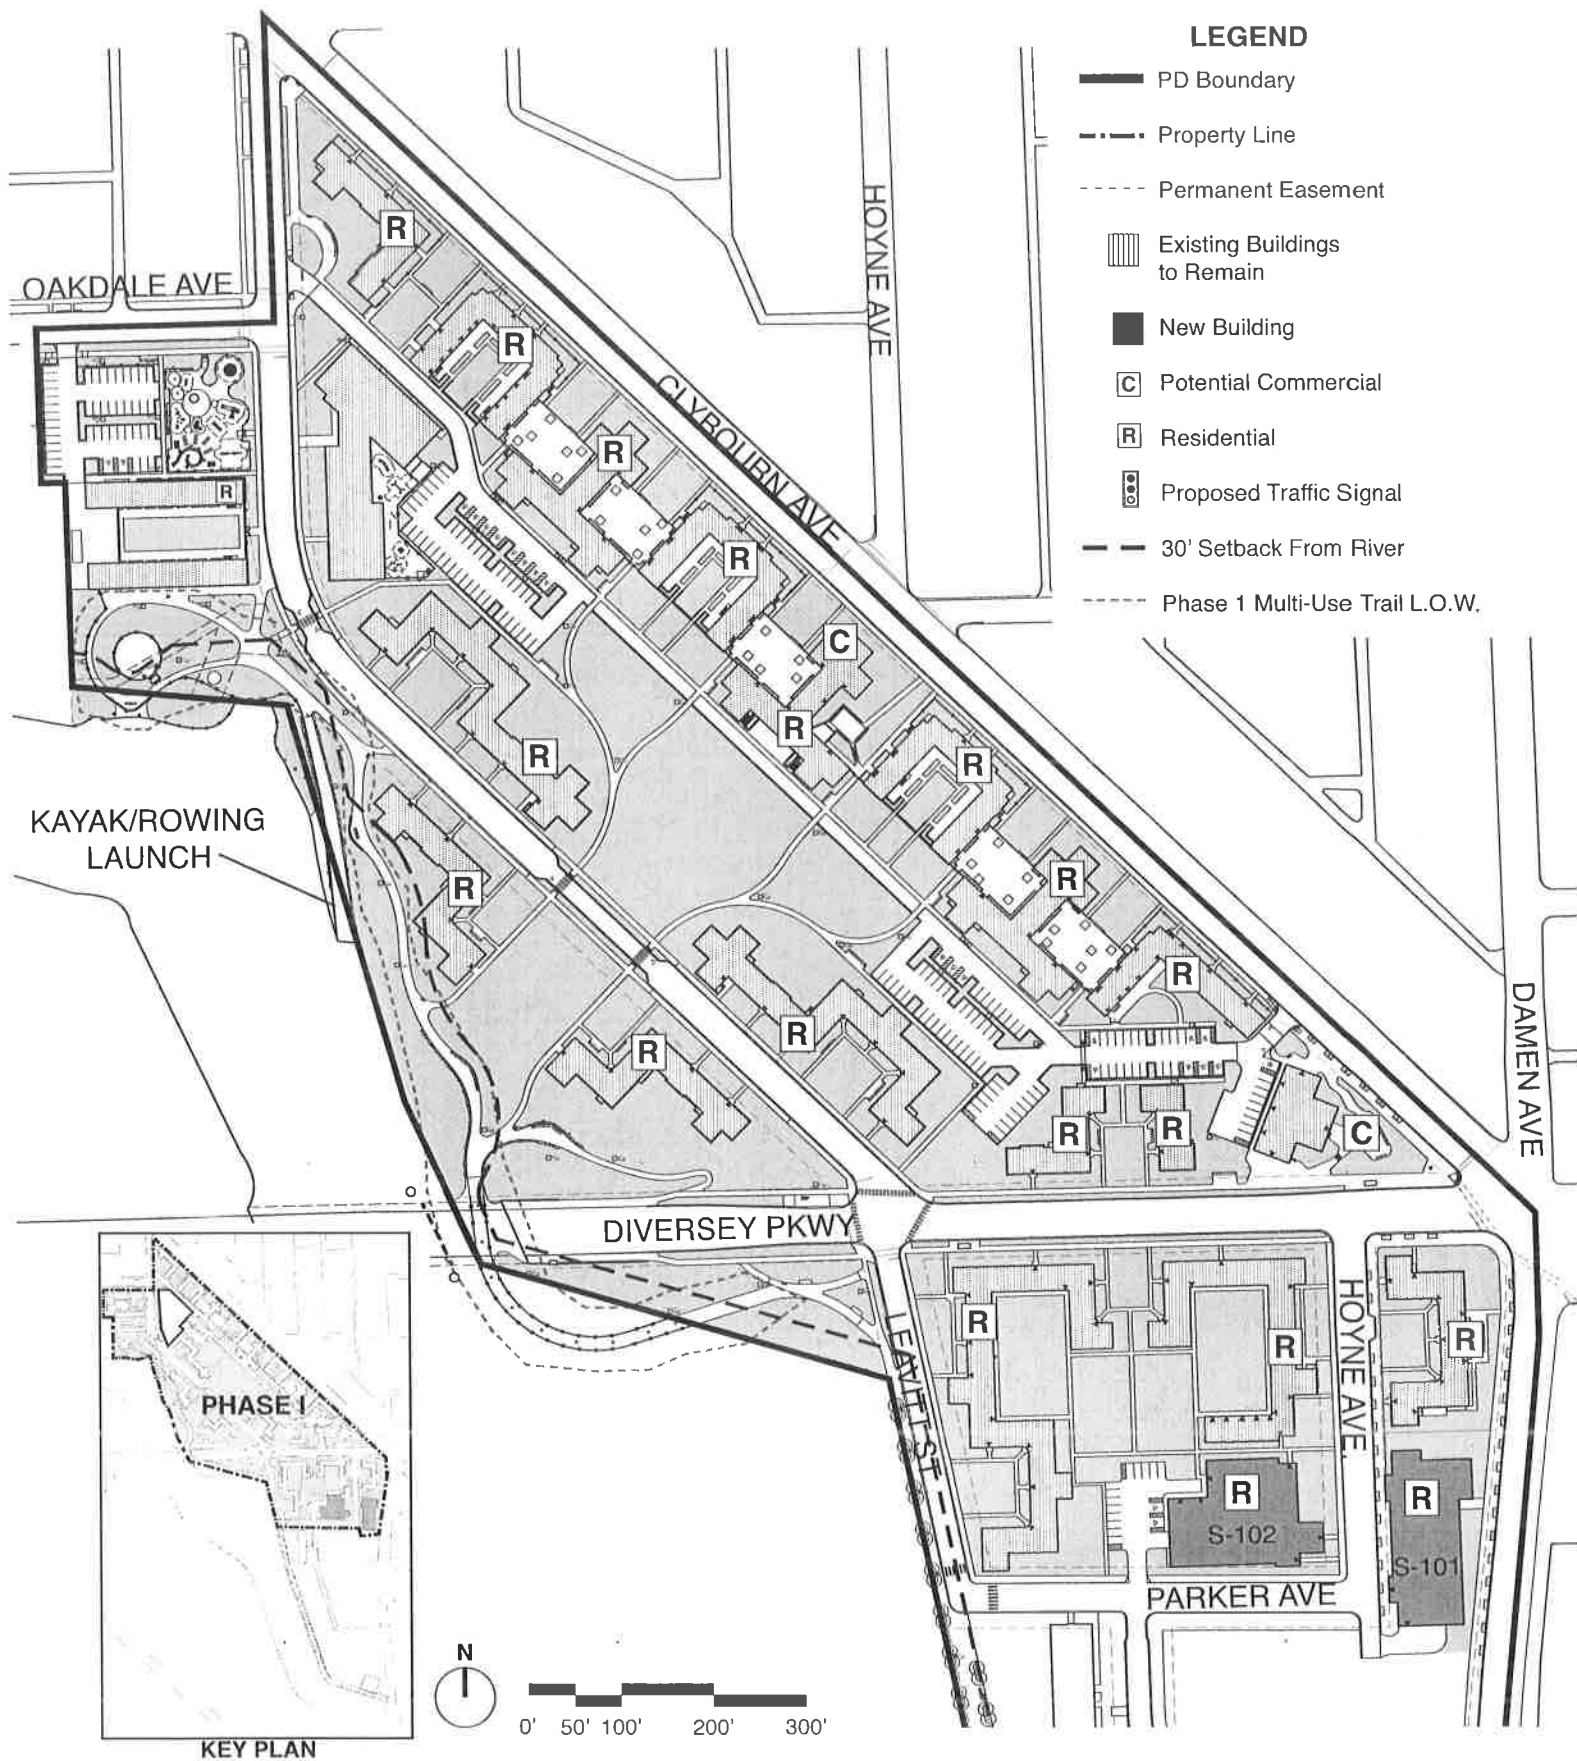 LEGEND
PD Boundary
Property Line
Permanent Easement
Existing Buildings
to Remain
New Building
C
Potential Commercial
R
Residential
Proposed Traffic Signal
30' Setback From River
Phase 1 Multi-Use Trail L.O.W.
OAKDALE AVE
HOYNE AVE
CLYBOURN AVE
DAMEN AVE
R
R
R
R
R
C
R
R
R
R
R
R
R
R
R
R
C
KAYAK/ROWING
LAUNCH
DIVERSEY PKWY
LEAVITT ST
HOYNE AVE.
R
R
R
R
S-102
R
S-101
PARKER AVE
PHASE I
KEY PLAN
N
0'
50'
100'
200'
300'